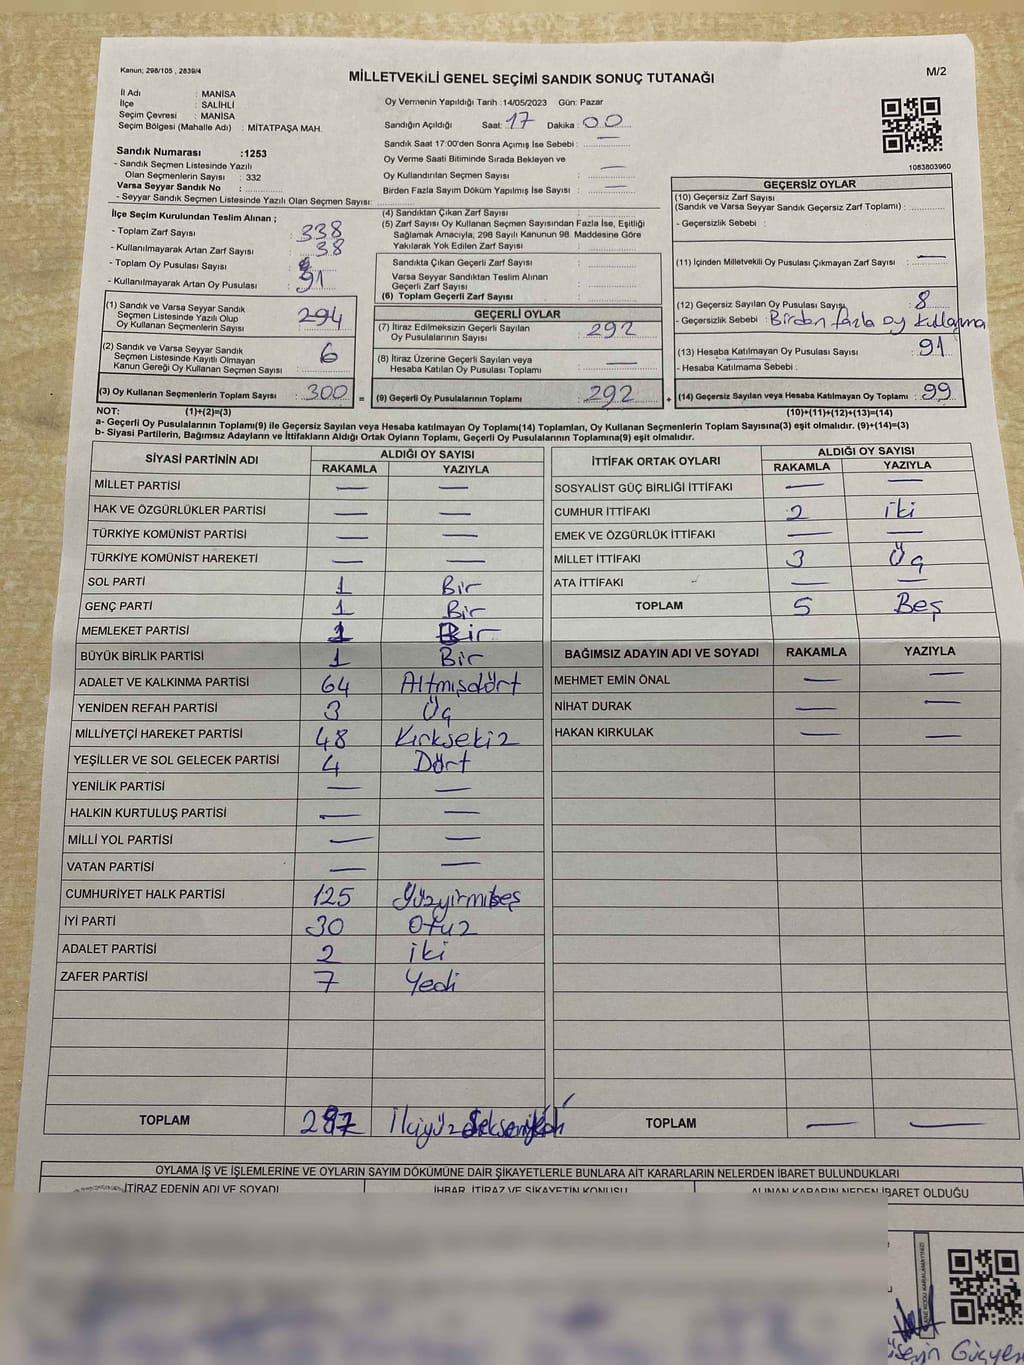 Kanun; 298/105 , 2839/4
MİLLETVEKİLİ GENEL SEÇİMİ SANDIK SONUÇ TUTANAĞI
M/2
İl Adı : MANİSA
İlçe : SALİHLİ
Seçim Çevresi : MANİSA
Seçim Bölgesi (Mahalle Adı) : MİTATPAŞA MAH.
Sandık Numarası :1253
- Sandık Seçmen Listesinde Yazılı
Olan Seçmenlerin Sayısı : 332
Varsa Seyyar Sandık No :
- Seyyar Sandık Seçmen Listesinde Yazılı Olan Seçmen Sayısı:
Oy Vermenin Yapıldığı Tarih :14/05/2023 Gün: Pazar
Sandığın Açıldığı Saat: 17 Dakika : 00
Sandık Saat 17:00'den Sonra Açımış İse Sebebi : —
Oy Verme Saati Bitiminde Sırada Bekleyen ve
Oy Kullandırılan Seçmen Sayısı : —
Birden Fazla Sayım Döküm Yapılmış İse Sayısı : —
1083803960
İlçe Seçim Kurulundan Teslim Alınan ;
- Toplam Zarf Sayısı : 338
- Kullanılmayarak Artan Zarf Sayısı : 38
- Toplam Oy Pusulası Sayısı :
- Kullanılmayarak Artan Oy Pusulası : 91
(1) Sandık ve Varsa Seyyar Sandık
Seçmen Listesinde Yazılı Olup
Oy Kullanan Seçmenlerin Sayısı : 294
(2) Sandık ve Varsa Seyyar Sandık
Seçmen Listesinde Kayıtlı Olmayan
Kanun Gereği Oy Kullanan Seçmen Sayısı : 6
(3) Oy Kullanan Seçmenlerin Toplam Sayısı : 300 =
(4) Sandıktan Çıkan Zarf Sayısı :
(5) Zarf Sayısı Oy Kullanan Seçmen Sayısından Fazla İse, Eşitliği
Sağlamak Amacıyla; 298 Sayılı Kanunun 98. Maddesine Göre
Yakılarak Yok Edilen Zarf Sayısı :
Sandıkta Çıkan Geçerli Zarf Sayısı :
Varsa Seyyar Sandıktan Teslim Alınan
Geçerli Zarf Sayısı :
(6) Toplam Geçerli Zarf Sayısı :
GEÇERLİ OYLAR
(7) İtiraz Edilmeksizin Geçerli Sayılan
Oy Pusulalarının Sayısı : 292
(8) İtiraz Üzerine Geçerli Sayılan veya
Hesaba Katılan Oy Pusulaları Toplamı : —
(9) Geçerli Oy Pusulalarının Toplamı : 292 +
GEÇERSİZ OYLAR
(10) Geçersiz Zarf Sayısı
(Sandık ve Varsa Seyyar Sandık Geçersiz Zarf Toplamı) :
- Geçersizlik Sebebi :
(11) İçinden Milletvekili Oy Pusulası Çıkmayan Zarf Sayısı : —
(12) Geçersiz Sayılan Oy Pusulası Sayısı : 8
- Geçersizlik Sebebi : Birden fazla oy kullanma
(13) Hesaba Katılmayan Oy Pusulası Sayısı : 91
- Hesaba Katılmama Sebebi :
(14) Geçersiz Sayılan veya Hesaba Katılmayan Oy Toplamı : 99
NOT: (1)+(2)=(3) (10)+(11)+(12)+(13)=(14)
a- Geçerli Oy Pusulalarının Toplamı(9) ile Geçersiz Sayılan veya Hesaba katılmayan Oy Toplamı(14) Toplamları, Oy Kullanan Seçmenlerin Toplam Sayısına(3) eşit olmalıdır. (9)+(14)=(3)
b- Siyasi Partilerin, Bağımsız Adayların ve İttifakların Aldığı Ortak Oyların Toplamı, Geçerli Oy Pusulalarının Toplamına(9) eşit olmalıdır.
SİYASİ PARTİNİN ADI ALDIĞI OY SAYISI
RAKAMLA YAZIYLA
MİLLET PARTİSİ — —
HAK VE ÖZGÜRLÜKLER PARTİSİ — —
TÜRKİYE KOMÜNİST PARTİSİ — —
TÜRKİYE KOMÜNİST HAREKETİ — —
SOL PARTİ 1 Bir
GENÇ PARTİ 1 Bir
MEMLEKET PARTİSİ 1 Bir
BÜYÜK BİRLİK PARTİSİ 1 Bir
ADALET VE KALKINMA PARTİSİ 64 Altmışdört
YENİDEN REFAH PARTİSİ 3 Üç
MİLLİYETÇİ HAREKET PARTİSİ 48 Kırksekiz
YEŞİLLER VE SOL GELECEK PARTİSİ 4 Dört
YENİLİK PARTİSİ — —
HALKIN KURTULUŞ PARTİSİ — —
MİLLİ YOL PARTİSİ — —
VATAN PARTİSİ — —
CUMHURİYET HALK PARTİSİ 125 Yüzyirmibeş
İYİ PARTİ 30 Otuz
ADALET PARTİSİ 2 iki
ZAFER PARTİSİ 7 Yedi
TOPLAM 287 İkiyüzSeksenyedi
İTTİFAK ORTAK OYLARI ALDIĞI OY SAYISI
RAKAMLA YAZIYLA
SOSYALİST GÜÇ BİRLİĞİ İTTİFAKI — —
CUMHUR İTTİFAKI 2 iki
EMEK VE ÖZGÜRLÜK İTTİFAKI — —
MİLLET İTTİFAKI 3 Üç
ATA İTTİFAKI — —
TOPLAM 5 Beş
BAĞIMSIZ ADAYIN ADI VE SOYADI RAKAMLA YAZIYLA
MEHMET EMİN ÖNAL — —
NİHAT DURAK — —
HAKAN KIRKULAK — —
TOPLAM — —
OYLAMA İŞ VE İŞLEMLERİNE VE OYLARIN SAYIM DÖKÜMÜNE DAİR ŞİKAYETLERLE BUNLARA AİT KARARLARIN NELERDEN İBARET BULUNDUKLARI
İTİRAZ EDENİN ADI VE SOYADI İHBAR, İTİRAZ VE ŞİKAYETİN KONUSU ALINAN KARARIN NEDEN İBARET OLDUĞU